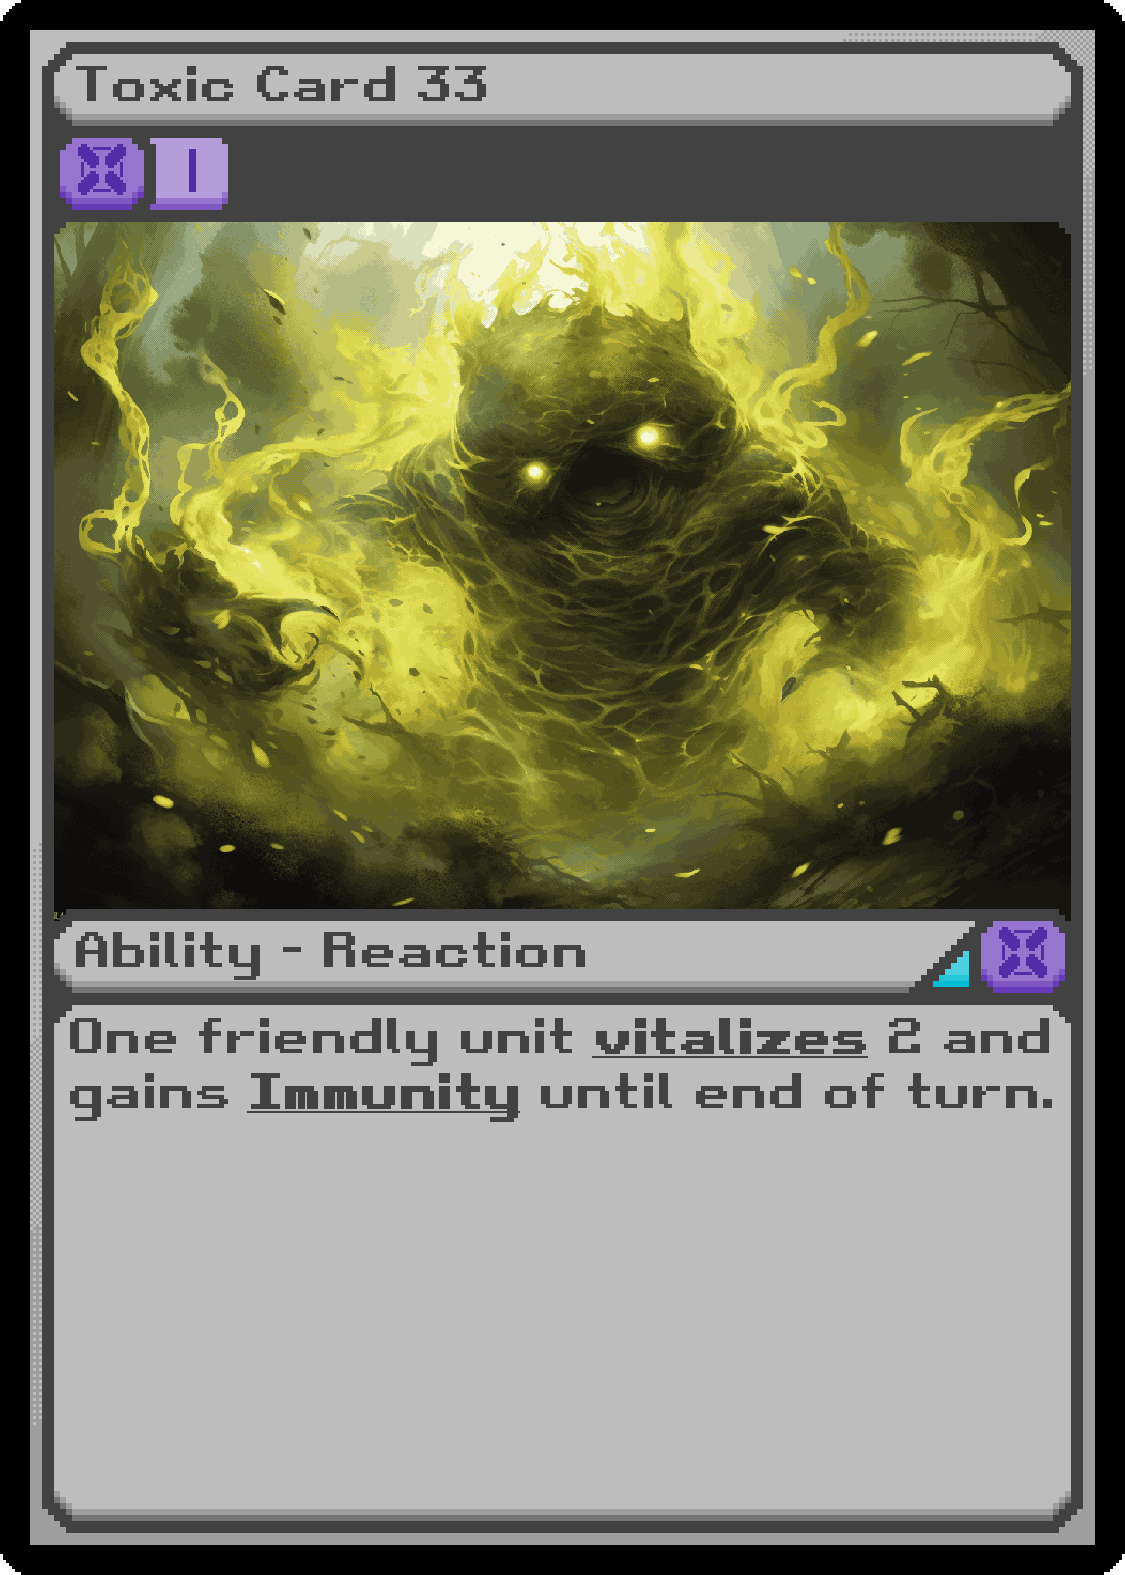 Toxic Card 33
1
Ability - Reaction
One friendly unit vitalizes 2 and
gains Immunity until end of turn.